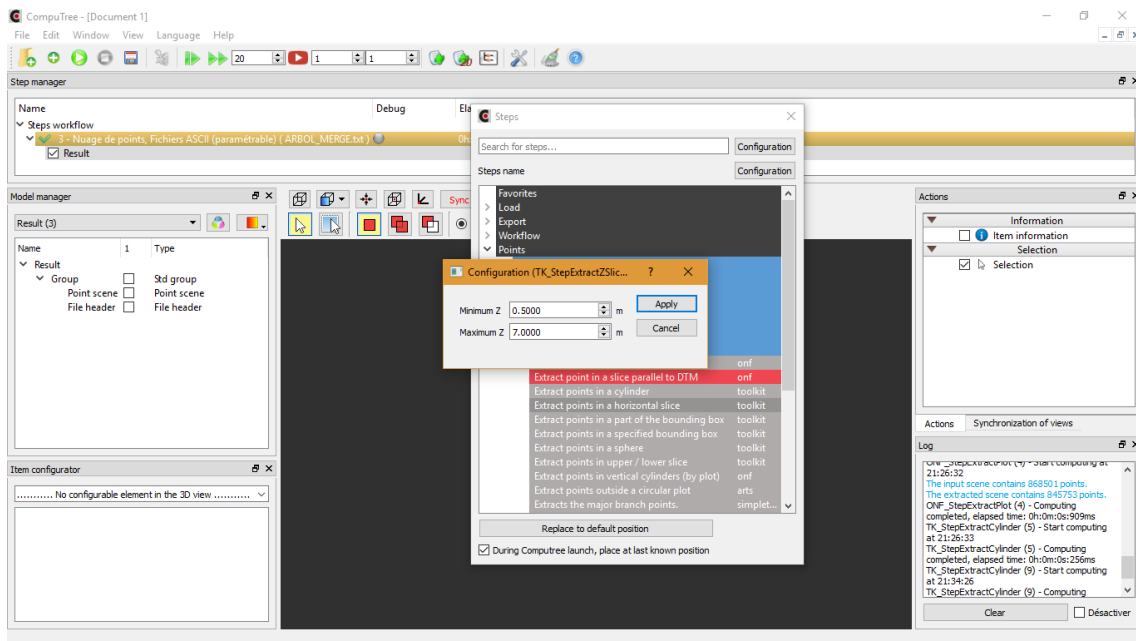 CompuTree - [Document 1]
File Edit Window View Language Help
20 1 1
Step manager
Name Debug
Steps workflow
3 - Nuage de points, Fichiers ASCII (paramétrable) ( ARBOL_MERGE.txt )
Result
Steps
Search for steps... Configuration
Steps name Configuration
Favorites
Load
Export
Workflow
Points
Model manager
Result (3)
Name 1 Type
Result
Group Std group
Point scene Point scene
File header File header
Sync
Configuration (TK_StepExtractZSlic... ? ×
Minimum Z 0.5000 m Apply
Maximum Z 7.0000 m Cancel
onf
Extract point in a slice parallel to DTM onf
Extract points in a cylinder toolkit
Extract points in a horizontal slice toolkit
Extract points in a part of the bounding box toolkit
Extract points in a specified bounding box toolkit
Extract points in a sphere toolkit
Extract points in upper / lower slice toolkit
Extract points in vertical cylinders (by plot) onf
Extract points outside a circular plot arts
Extracts the major branch points. simplet...
Replace to default position
During Computree launch, place at last known position
Item configurator
........... No configurable element in the 3D view ...........
Actions
Information
Item information
Selection
Selection
Actions Synchronization of views
Log
ONF_StepExtractPlot (4) - Start computing at
21:26:32
The input scene contains 868501 points.
The extracted scene contains 845753 points.
ONF_StepExtractPlot (4) - Computing
completed, elapsed time: 0h:0m:0s:909ms
TK_StepExtractCylinder (5) - Start computing
at 21:26:33
TK_StepExtractCylinder (5) - Computing
completed, elapsed time: 0h:0m:0s:256ms
TK_StepExtractCylinder (9) - Start computing
at 21:34:26
TK_StepExtractCylinder (9) - Computing
Clear Désactiver